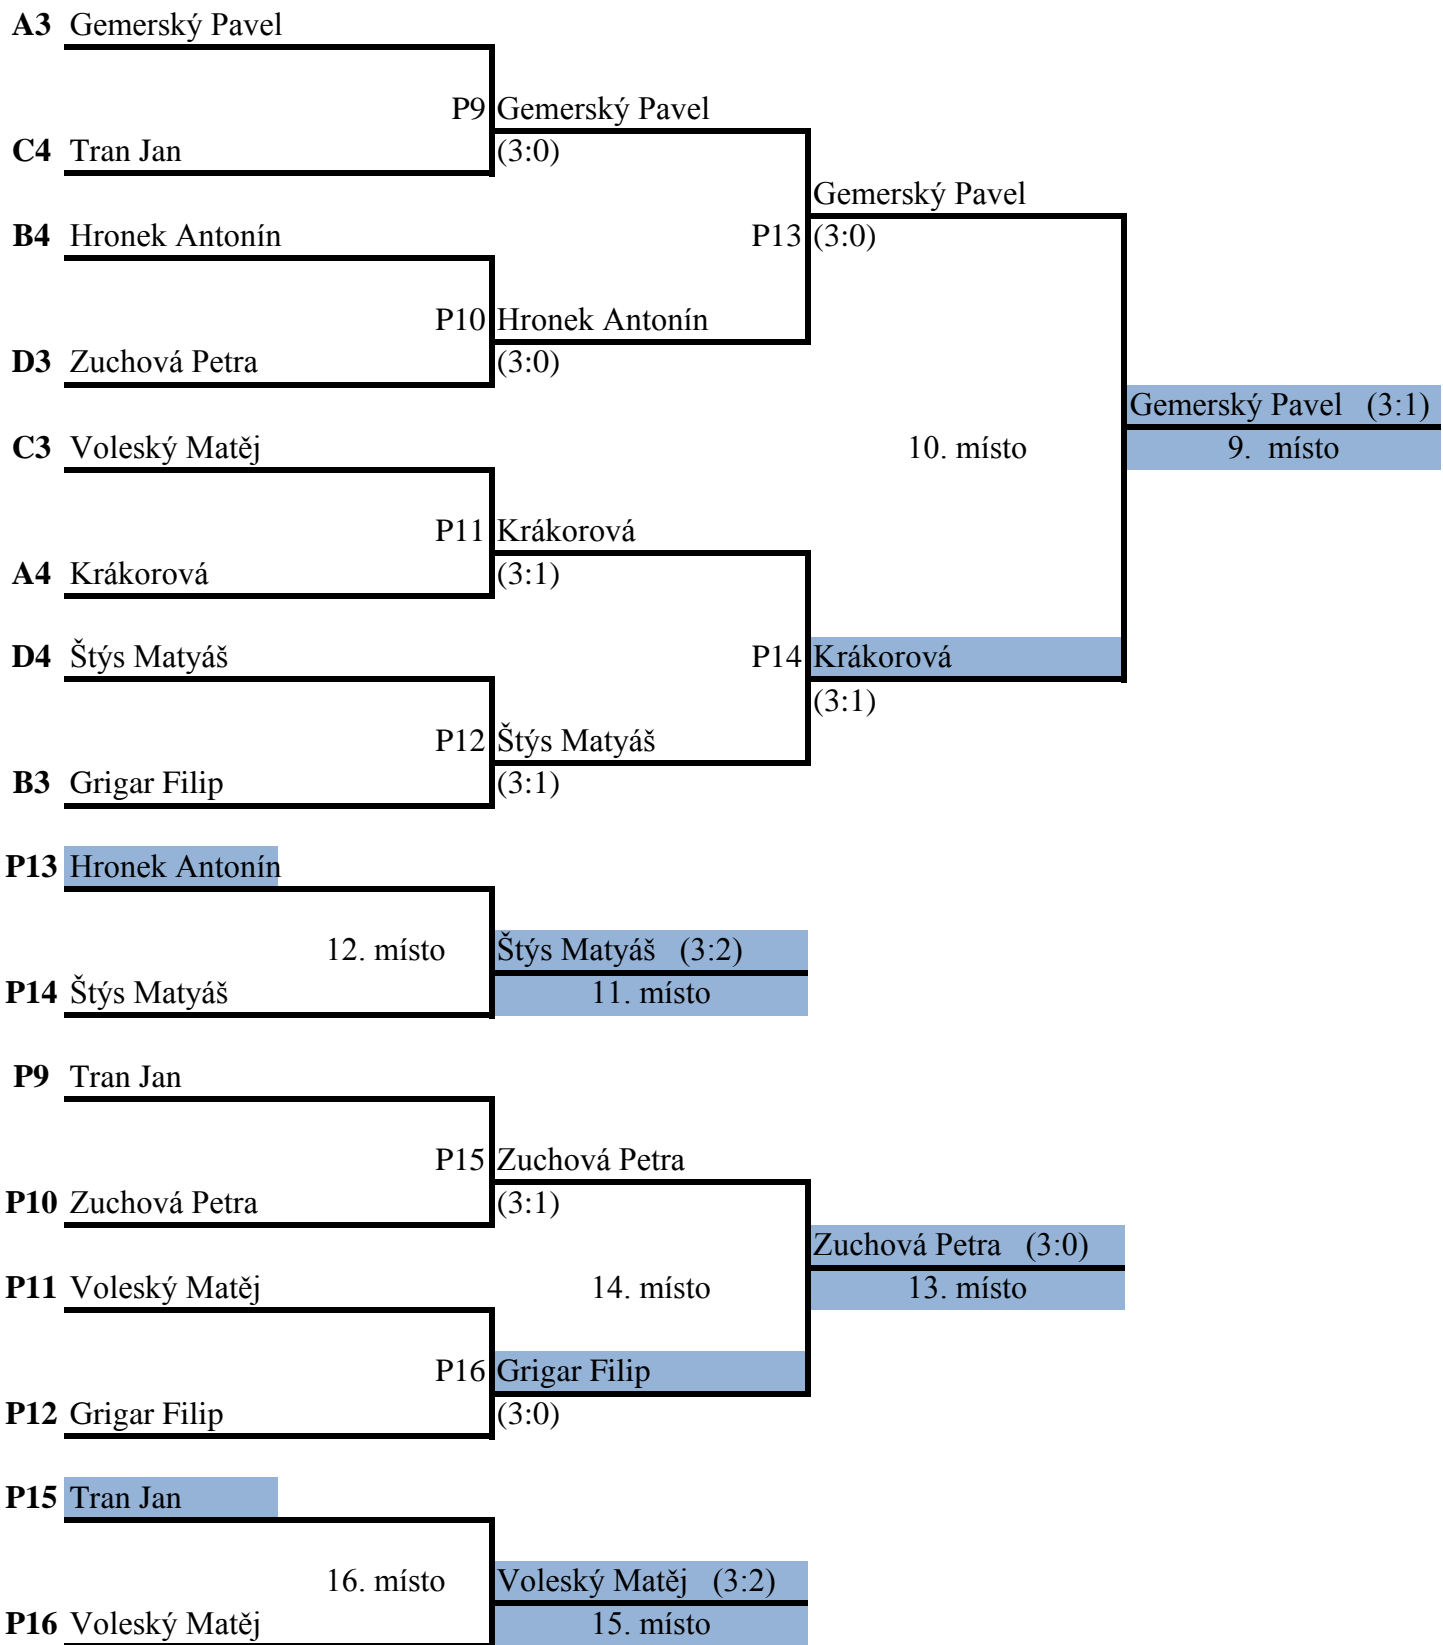 A3 Gemerský Pavel
P9 Gemerský Pavel
C4 Tran Jan (3:0)
Gemerský Pavel
B4 Hronek Antonín P13 (3:0)
P10 Hronek Antonín
D3 Zuchová Petra (3:0)
Gemerský Pavel (3:1)
C3 Voleský Matěj 10. místo 9. místo
P11 Krákorová
A4 Krákorová (3:1)
D4 Štýs Matyáš P14 Krákorová
(3:1)
P12 Štýs Matyáš
B3 Grigar Filip (3:1)
P13 Hronek Antonín
12. místo Štýs Matyáš (3:2)
P14 Štýs Matyáš 11. místo
P9 Tran Jan
P15 Zuchová Petra
P10 Zuchová Petra (3:1)
Zuchová Petra (3:0)
P11 Voleský Matěj 14. místo 13. místo
P16 Grigar Filip
P12 Grigar Filip (3:0)
P15 Tran Jan
16. místo Voleský Matěj (3:2)
P16 Voleský Matěj 15. místo